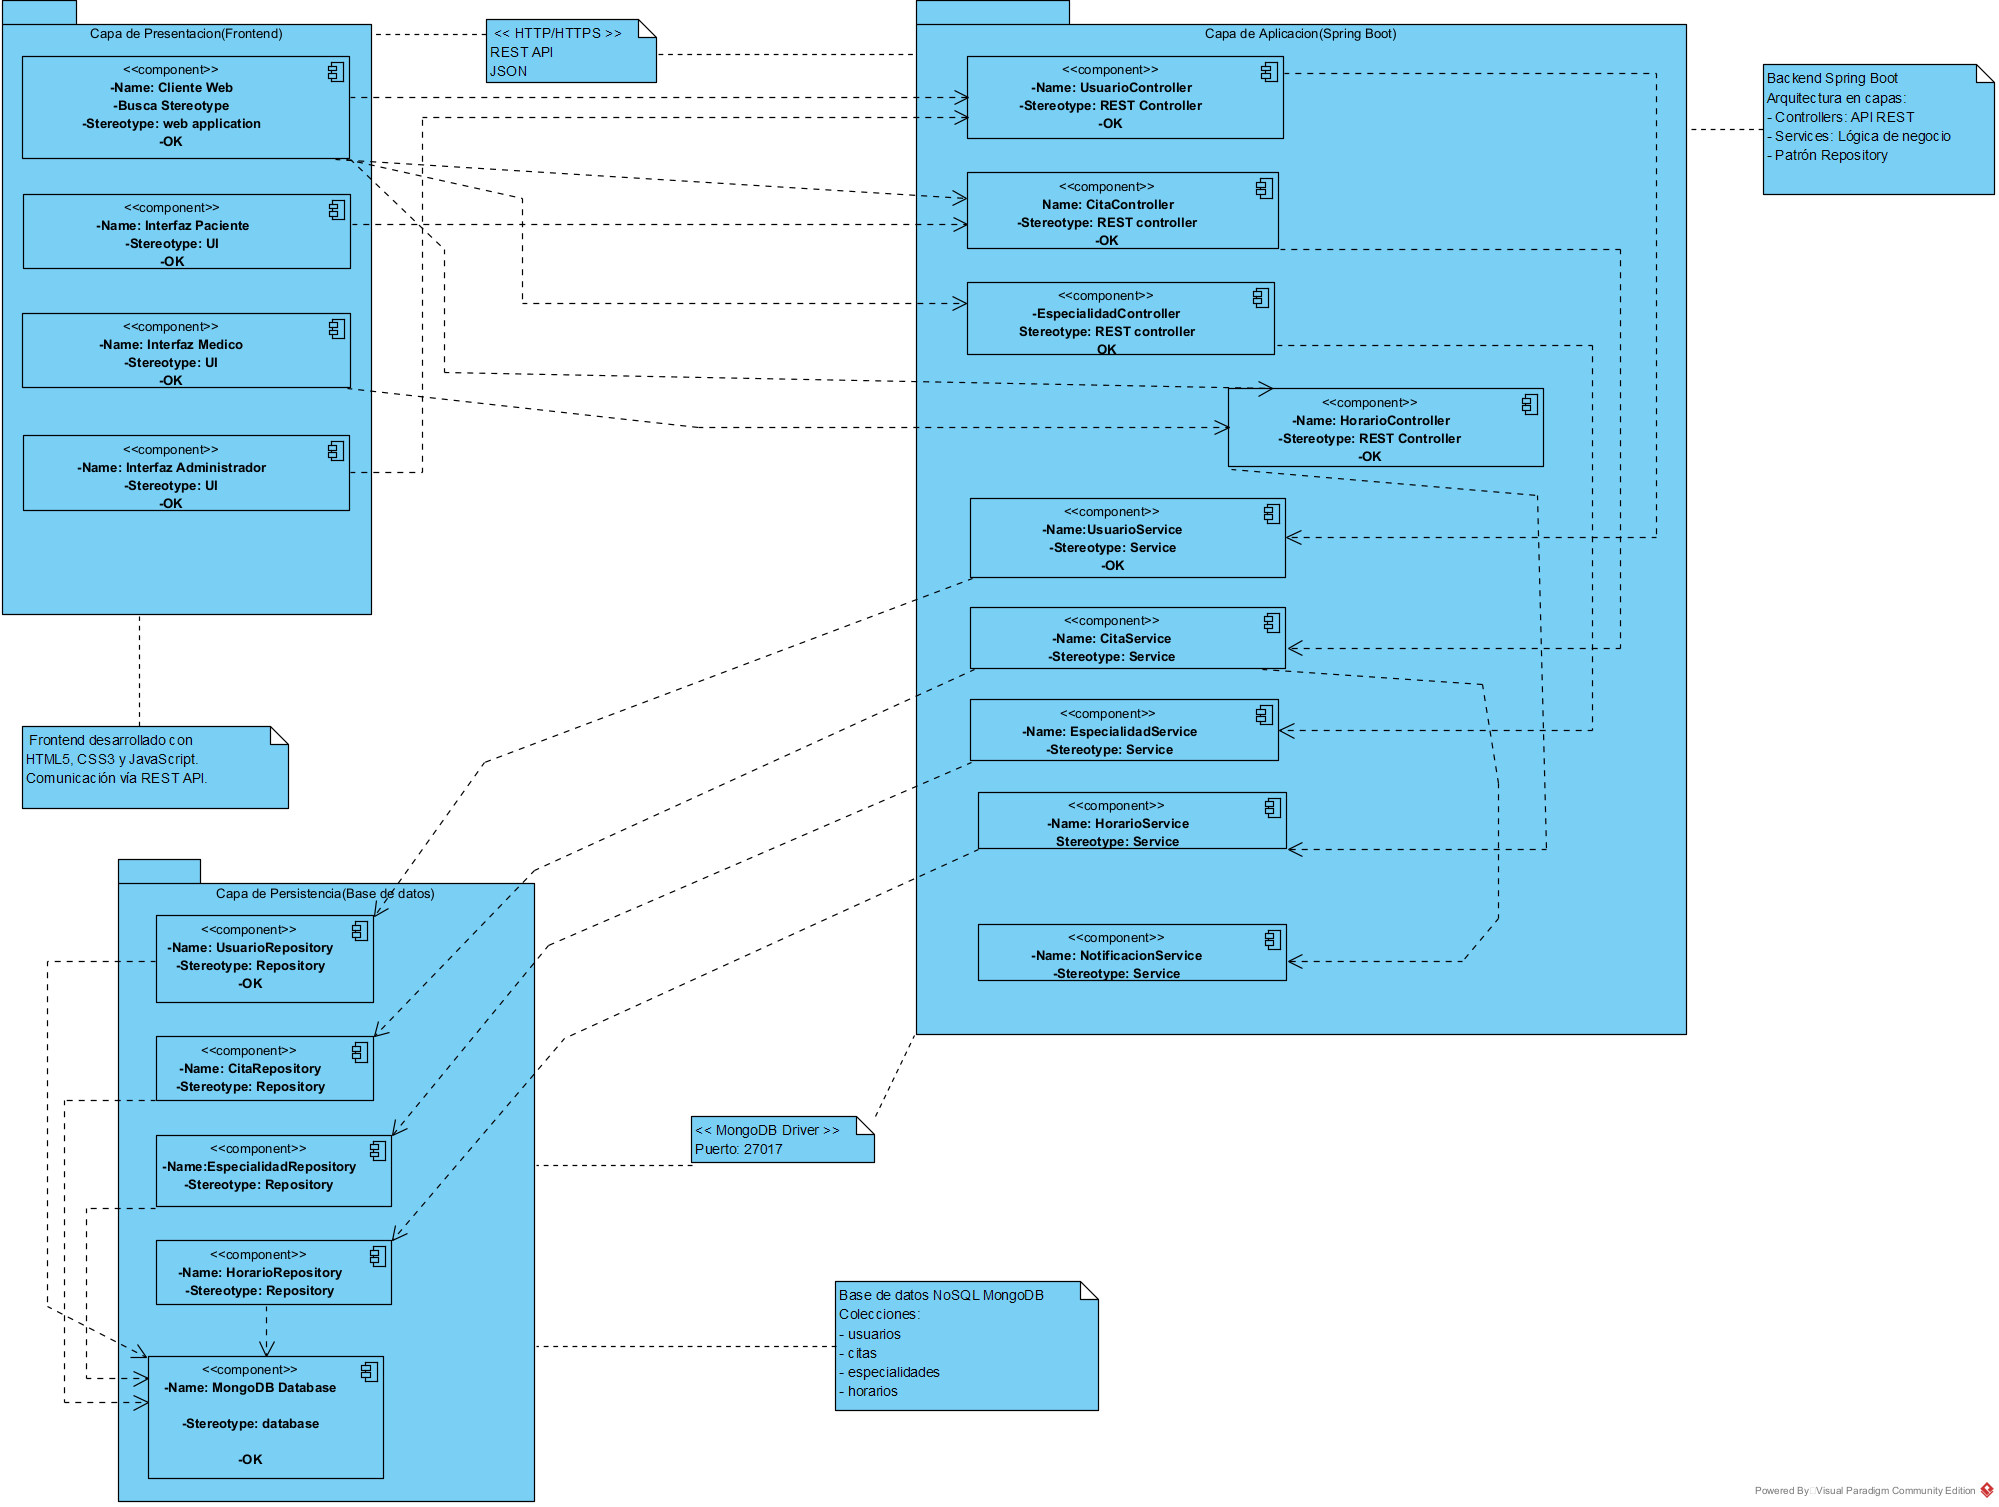 Capa de Presentacion(Frontend)
<<component>>
-Name: Cliente Web
-Busca Stereotype
-Stereotype: web application
-OK
<<component>>
-Name: Interfaz Paciente
-Stereotype: UI
-OK
<<component>>
-Name: Interfaz Medico
-Stereotype: UI
-OK
<<component>>
-Name: Interfaz Administrador
-Stereotype: UI
-OK
<< HTTP/HTTPS >>
REST API
JSON
Capa de Aplicacion(Spring Boot)
<<component>>
-Name: UsuarioController
-Stereotype: REST Controller
-OK
<<component>>
Name: CitaController
-Stereotype: REST controller
-OK
<<component>>
-EspecialidadController
Stereotype: REST controller
OK
<<component>>
-Name: HorarioController
-Stereotype: REST Controller
-OK
<<component>>
-Name:UsuarioService
-Stereotype: Service
-OK
<<component>>
-Name: CitaService
-Stereotype: Service
<<component>>
-Name: EspecialidadService
-Stereotype: Service
<<component>>
-Name: HorarioService
Stereotype: Service
<<component>>
-Name: NotificacionService
-Stereotype: Service
Backend Spring Boot
Arquitectura en capas:
- Controllers: API REST
- Services: Lógica de negocio
- Patrón Repository
Frontend desarrollado con
HTML5, CSS3 y JavaScript.
Comunicación vía REST API.
Capa de Persistencia(Base de datos)
<<component>>
-Name: UsuarioRepository
-Stereotype: Repository
-OK
<<component>>
-Name: CitaRepository
-Stereotype: Repository
<<component>>
-Name:EspecialidadRepository
-Stereotype: Repository
<<component>>
-Name: HorarioRepository
-Stereotype: Repository
<<component>>
-Name: MongoDB Database
-Stereotype: database
-OK
<< MongoDB Driver >>
Puerto: 27017
Base de datos NoSQL MongoDB
Colecciones:
- usuarios
- citas
- especialidades
- horarios
Powered By Visual Paradigm Community Edition